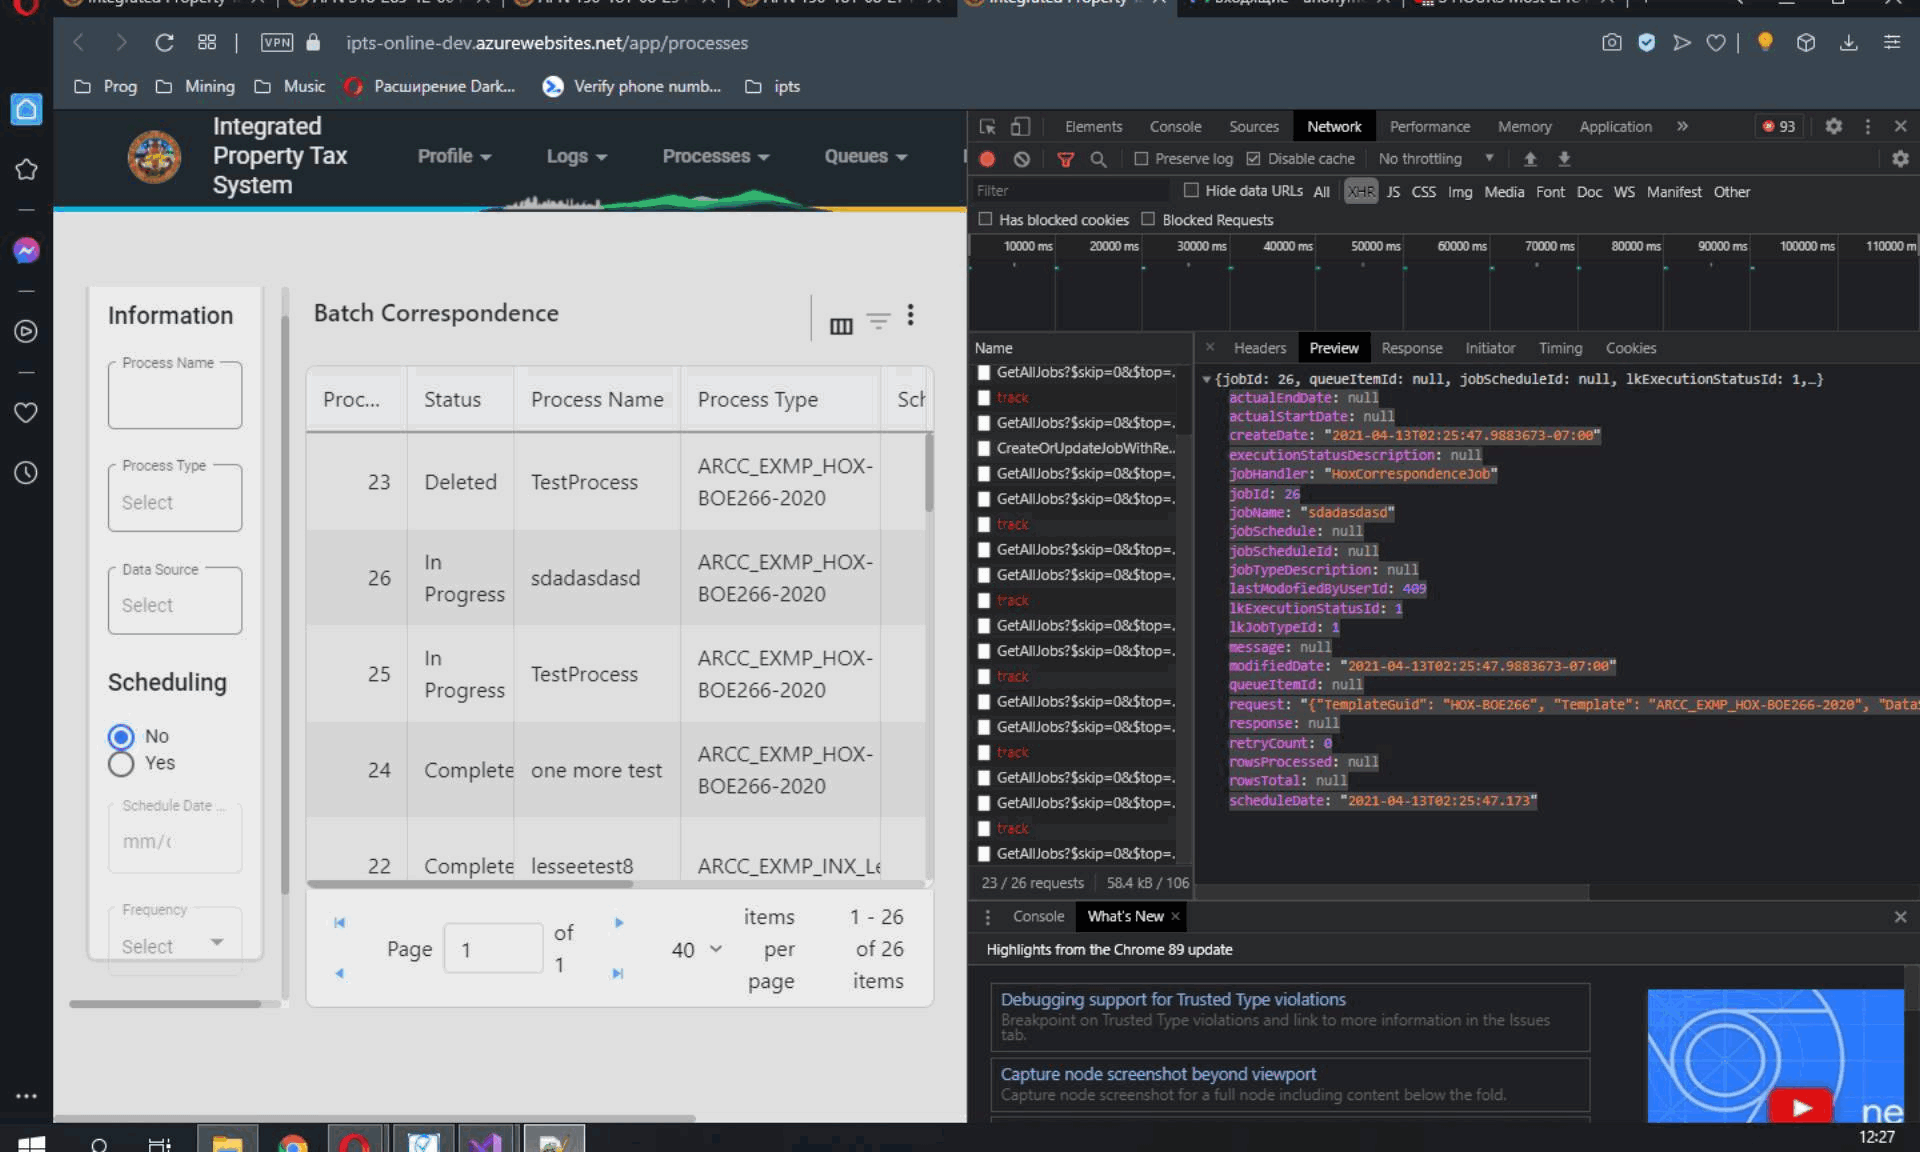 VPN
ipts-online-dev.azurewebsites.net/app/processes
Prog
Mining
Music
Расширение Dark...
Verify phone numb...
ipts
Integrated
Property Tax
System
Profile
Logs
Processes
Queues
Information
Process Name
Process Type
Select
Data Source
Select
Scheduling
No
Yes
Schedule Date ...
mm/
Frequency
Select
Batch Correspondence
Proc...
Status
Process Name
Process Type
Sch
23
Deleted
TestProcess
ARCC_EXMP_HOX-
BOE266-2020
26
In
Progress
sdadasdasd
ARCC_EXMP_HOX-
BOE266-2020
25
In
Progress
TestProcess
ARCC_EXMP_HOX-
BOE266-2020
24
Complete
one more test
ARCC_EXMP_HOX-
BOE266-2020
22
Complete
lesseetest8
ARCC_EXMP_INX_Le
Page
1
of
1
40
items
per
page
1 - 26
of 26
items
Elements
Console
Sources
Network
Performance
Memory
Application
93
Preserve log
Disable cache
No throttling
Filter
Hide data URLs
All
XHR
JS
CSS
Img
Media
Font
Doc
WS
Manifest
Other
Has blocked cookies
Blocked Requests
10000 ms
20000 ms
30000 ms
40000 ms
50000 ms
60000 ms
70000 ms
80000 ms
90000 ms
100000 ms
110000 m
Name
GetAllJobs?$skip=0&$top=.
track
GetAllJobs?$skip=0&$top=.
CreateOrUpdateJobWithRe..
GetAllJobs?$skip=0&$top=.
GetAllJobs?$skip=0&$top=.
track
GetAllJobs?$skip=0&$top=.
GetAllJobs?$skip=0&$top=.
track
GetAllJobs?$skip=0&$top=.
GetAllJobs?$skip=0&$top=.
track
GetAllJobs?$skip=0&$top=.
GetAllJobs?$skip=0&$top=.
track
GetAllJobs?$skip=0&$top=.
GetAllJobs?$skip=0&$top=.
track
GetAllJobs?$skip=0&$top=.
23 / 26 requests
58.4 kB / 106
Headers
Preview
Response
Initiator
Timing
Cookies
{jobId: 26, queueItemId: null, jobScheduleId: null, lkExecutionStatusId: 1,…}
actualEndDate: null
actualStartDate: null
createDate: "2021-04-13T02:25:47.9883673-07:00"
executionStatusDescription: null
jobHandler: "HoxCorrespondenceJob"
jobId: 26
jobName: "sdadasdasd"
jobSchedule: null
jobScheduleId: null
jobTypeDescription: null
lastModofiedByUserId: 409
lkExecutionStatusId: 1
lkJobTypeId: 1
message: null
modifiedDate: "2021-04-13T02:25:47.9883673-07:00"
queueItemId: null
request: "{"TemplateGuid": "HOX-BOE266", "Template": "ARCC_EXMP_HOX-BOE266-2020", "Data
response: null
retryCount: 0
rowsProcessed: null
rowsTotal: null
scheduleDate: "2021-04-13T02:25:47.173"
Console
What's New
Highlights from the Chrome 89 update
Debugging support for Trusted Type violations
Breakpoint on Trusted Type violations and link to more information in the Issues
tab.
Capture node screenshot beyond viewport
Capture node screenshot for a full node including content below the fold.
ne
12:27